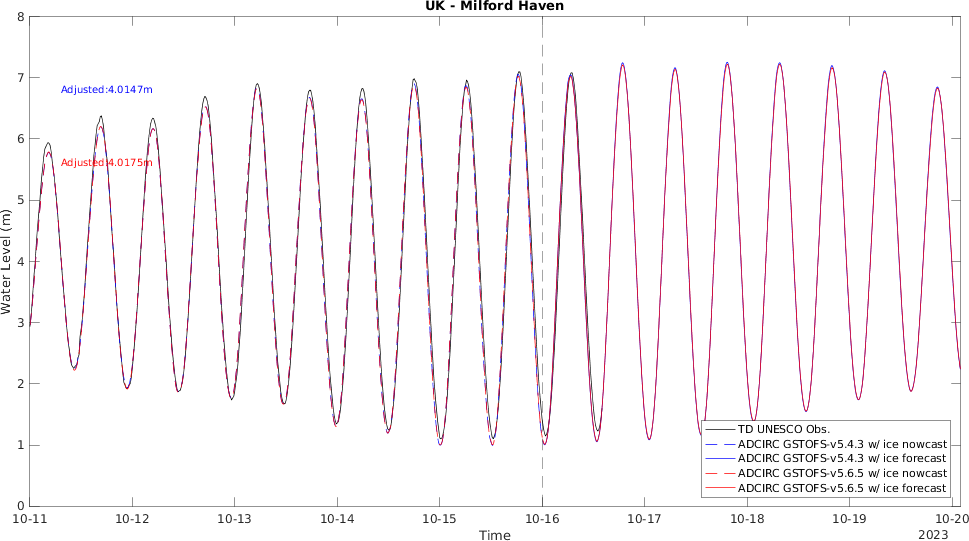 UK - Milford Haven
8
7
6
5
4
3
2
1
0
Water Level (m)
Adjusted:4.0147m
Adjusted:4.0175m
TD UNESCO Obs.
ADCIRC GSTOFS-v5.4.3 w/ ice nowcast
ADCIRC GSTOFS-v5.4.3 w/ ice forecast
ADCIRC GSTOFS-v5.6.5 w/ ice nowcast
ADCIRC GSTOFS-v5.6.5 w/ ice forecast
10-11 10-12 10-13 10-14 10-15 10-16 10-17 10-18 10-19 10-20
Time
2023